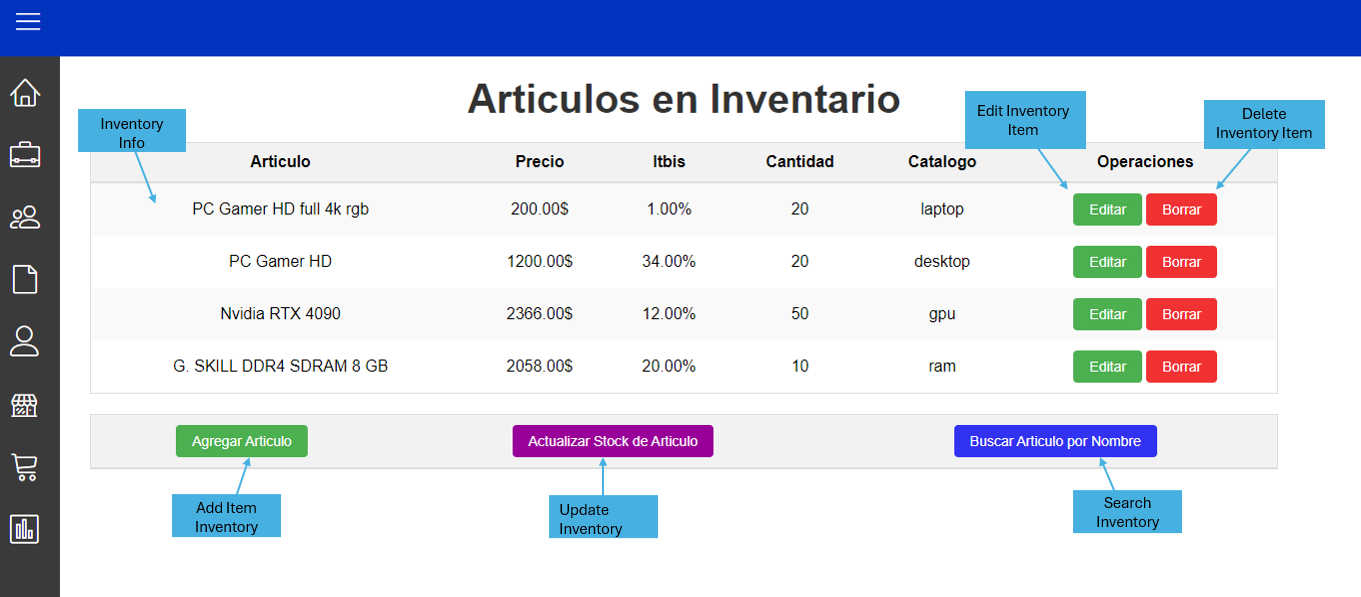 Articulos en Inventario
Inventory
Info
Edit Inventory
Item
Delete
Inventory Item
Articulo Precio Itbis Cantidad Catalogo Operaciones
PC Gamer HD full 4k rgb 200.00$ 1.00% 20 laptop Editar Borrar
PC Gamer HD 1200.00$ 34.00% 20 desktop Editar Borrar
Nvidia RTX 4090 2366.00$ 12.00% 50 gpu Editar Borrar
G. SKILL DDR4 SDRAM 8 GB 2058.00$ 20.00% 10 ram Editar Borrar
Agregar Articulo Actualizar Stock de Articulo Buscar Articulo por Nombre
Add Item
Inventory
Update
Inventory
Search
Inventory